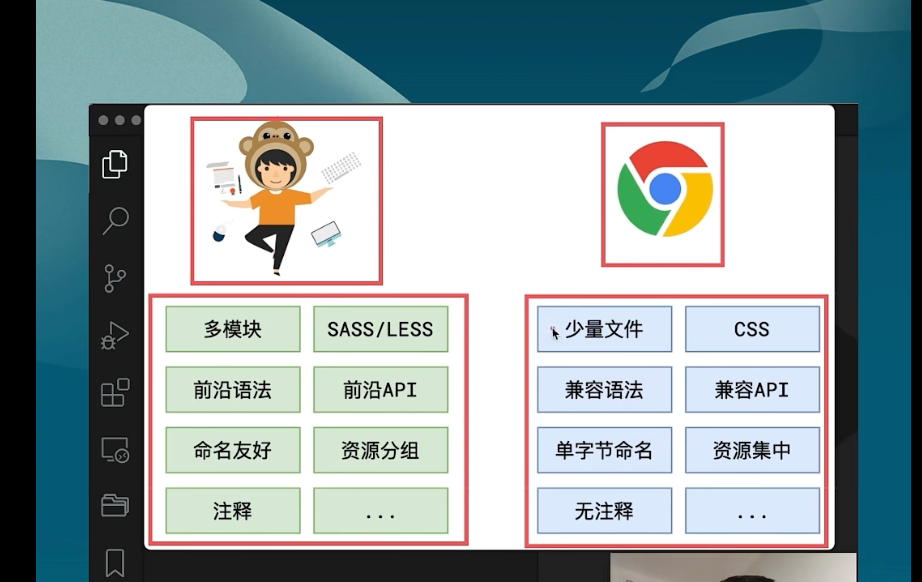 多模块 SASS/LESS
前沿语法 前沿API
命名友好 资源分组
注释 ...
少量文件 CSS
兼容语法 兼容API
单字节命名 资源集中
无注释 ...